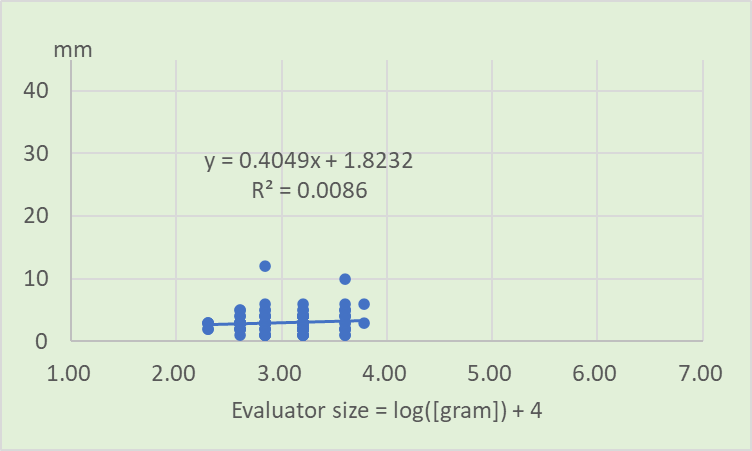 mm
40
30
y = 0.4049x + 1.8232
R² = 0.0086
20
10
0
1.00 2.00 3.00 4.00 5.00 6.00 7.00
Evaluator size = log([gram]) + 4